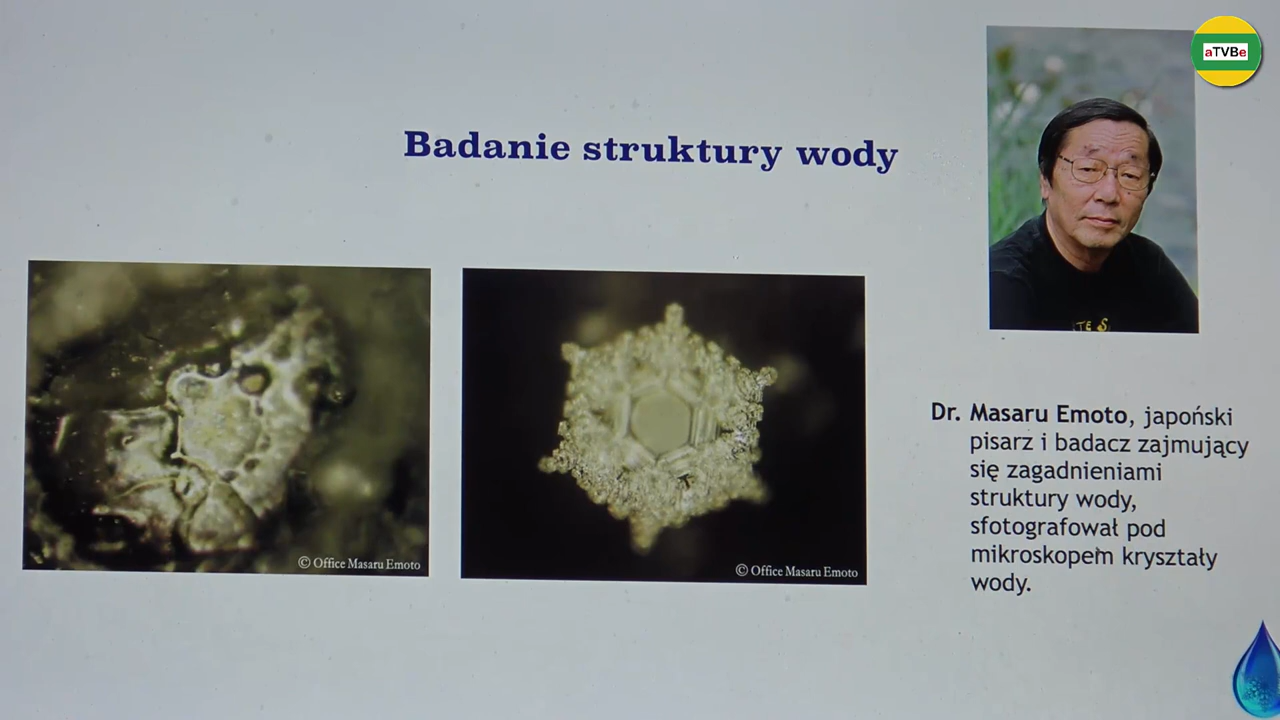 aTVBe
Badanie struktury wody
TE S
© Office Masaru Emoto
© Office Masaru Emoto
Dr. Masaru Emoto, japoński
pisarz i badacz zajmujący
się zagadnieniami
struktury wody,
sfotografował pod
mikroskopem kryształy
wody.